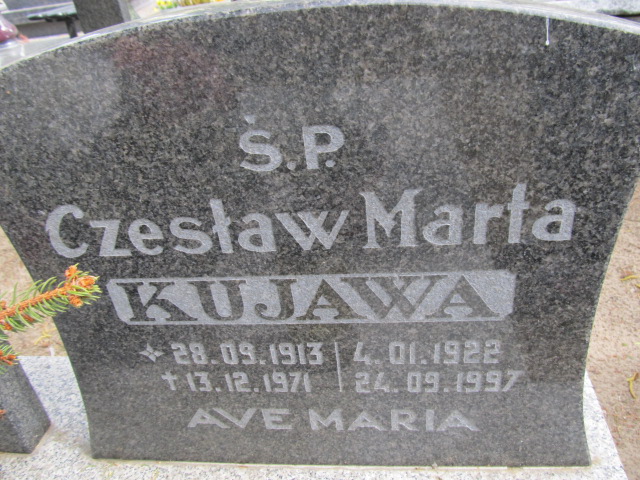 Ś.P.
Czesław Marta
KUJAWA
28.09.1913 | 4.01.1922
† 13.12.1971 | 24.09.1997
AVE MARIA